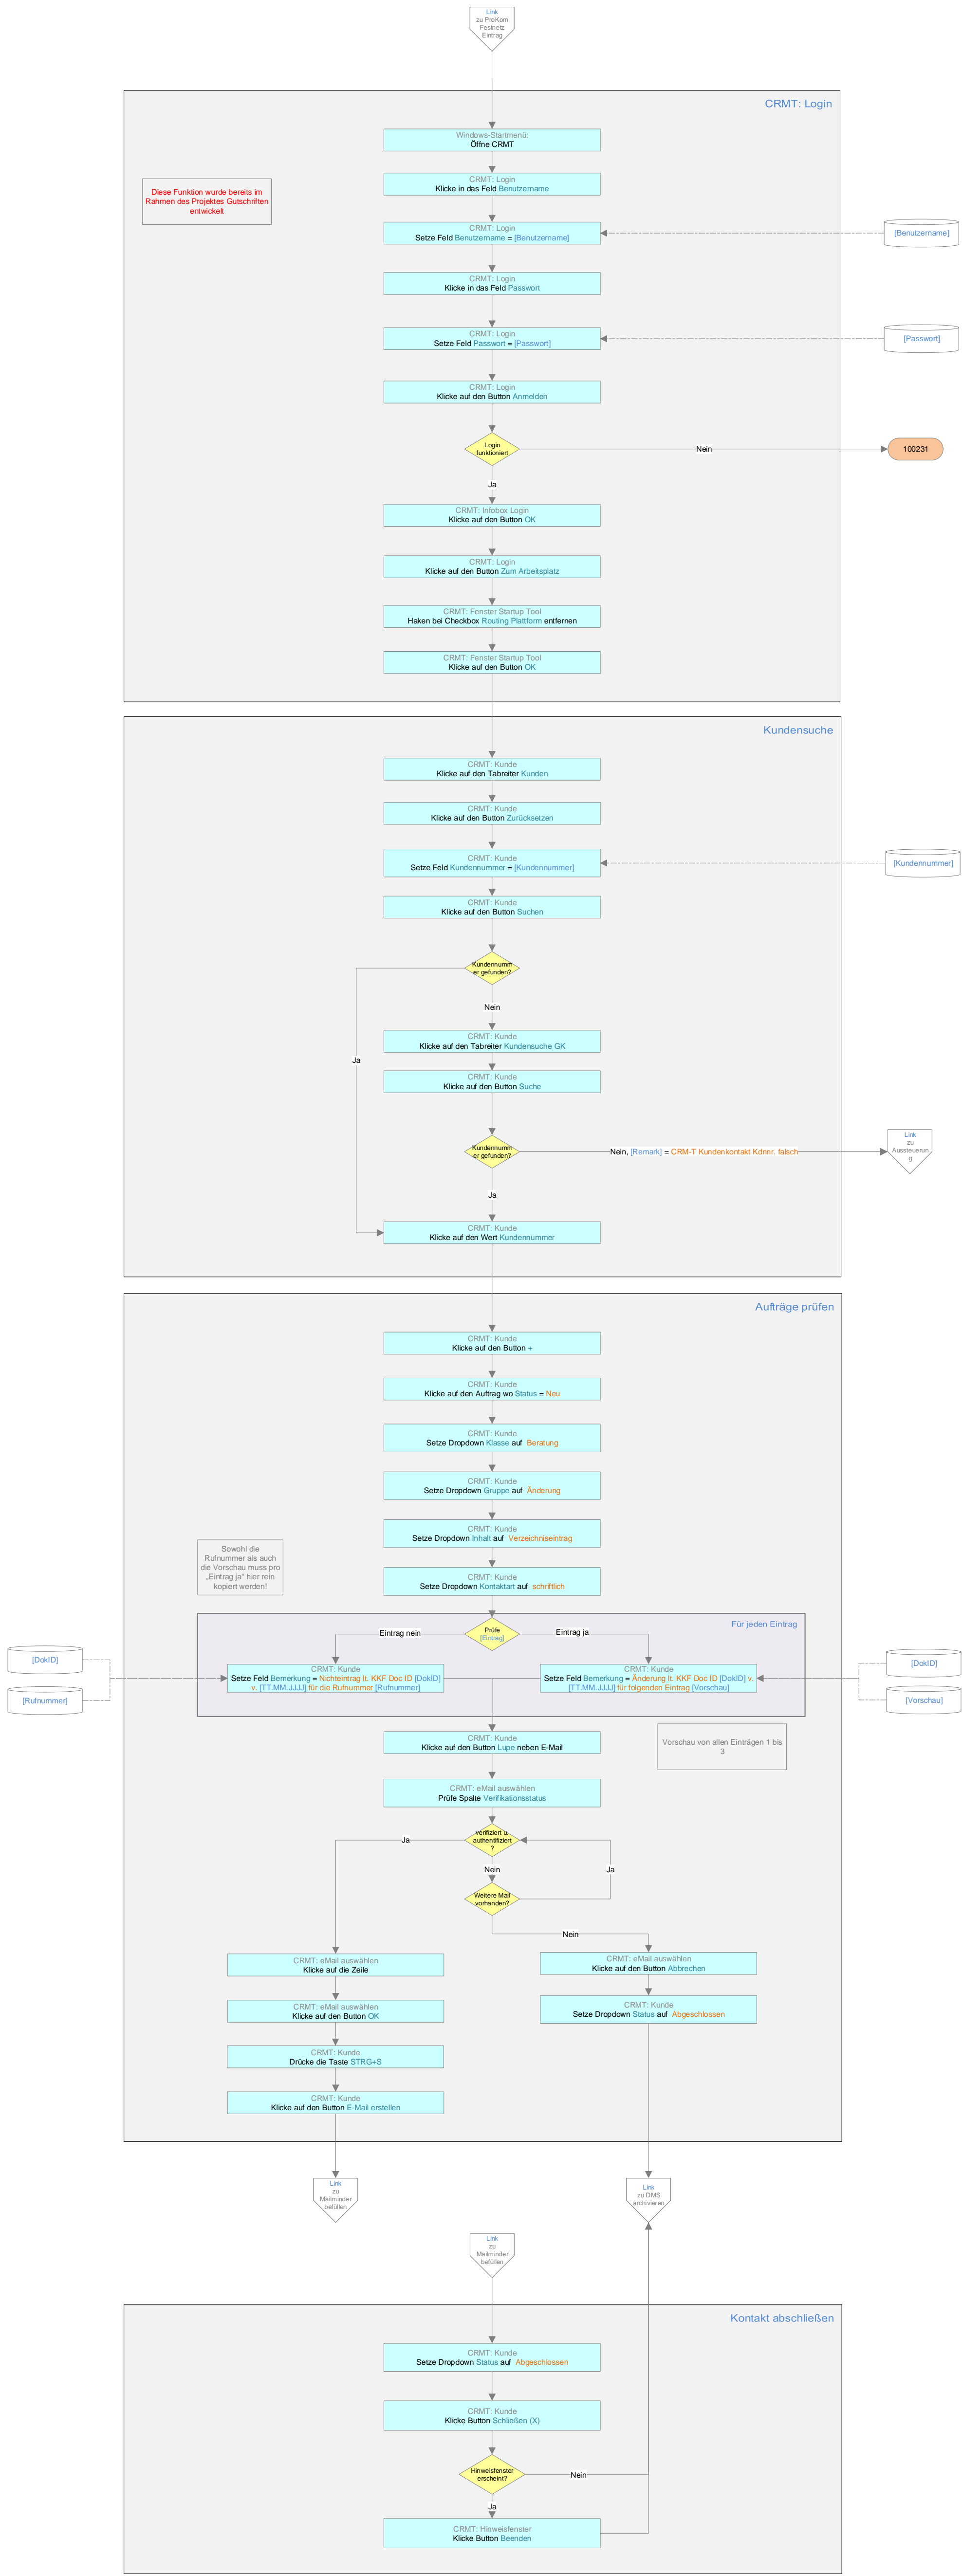 Link
zu ProKom
Festnetz
Eintrag
CRMT: Login
Windows-Startmenü:
Öffne CRMT
Diese Funktion wurde bereits im
Rahmen des Projektes Gutschriften
entwickelt
CRMT: Login
Klicke in das Feld Benutzername
CRMT: Login
Setze Feld Benutzername = [Benutzername]
[Benutzername]
CRMT: Login
Klicke in das Feld Passwort
CRMT: Login
Setze Feld Passwort = [Passwort]
[Passwort]
CRMT: Login
Klicke auf den Button Anmelden
Login
funktioniert
Nein
100231
Ja
CRMT: Infobox Login
Klicke auf den Button OK
CRMT: Login
Klicke auf den Button Zum Arbeitsplatz
CRMT: Fenster Startup Tool
Haken bei Checkbox Routing Plattform entfernen
CRMT: Fenster Startup Tool
Klicke auf den Button OK
Kundensuche
CRMT: Kunde
Klicke auf den Tabreiter Kunden
CRMT: Kunde
Klicke auf den Button Zurücksetzen
CRMT: Kunde
Setze Feld Kundennummer = [Kundennummer]
[Kundennummer]
CRMT: Kunde
Klicke auf den Button Suchen
Kundennumm
er gefunden?
Nein
CRMT: Kunde
Klicke auf den Tabreiter Kundensuche GK
Ja
CRMT: Kunde
Klicke auf den Button Suche
Kundennumm
er gefunden?
Nein, [Remark] = CRM-T Kundenkontakt Kdnnr. falsch
Link
zu
Aussteuerun
g
Ja
CRMT: Kunde
Klicke auf den Wert Kundennummer
Aufträge prüfen
CRMT: Kunde
Klicke auf den Button +
CRMT: Kunde
Klicke auf den Auftrag wo Status = Neu
CRMT: Kunde
Setze Dropdown Klasse auf Beratung
CRMT: Kunde
Setze Dropdown Gruppe auf Änderung
CRMT: Kunde
Setze Dropdown Inhalt auf Verzeichniseintrag
Sowohl die
Rufnummer als auch
die Vorschau muss pro
„Eintrag ja“ hier rein
kopiert werden!
CRMT: Kunde
Setze Dropdown Kontaktart auf schriftlich
Für jeden Eintrag
Prüfe
[Eintrag]
Eintrag nein
Eintrag ja
[DokID]
[Rufnummer]
CRMT: Kunde
Setze Feld Bemerkung = Nichteintrag lt. KKF Doc ID [DokID]
v. [TT.MM.JJJJ] für die Rufnummer [Rufnummer]
CRMT: Kunde
Setze Feld Bemerkung = Änderung lt. KKF Doc ID [DokID] v.
[TT.MM.JJJJ] für folgenden Eintrag [Vorschau]
[DokID]
[Vorschau]
CRMT: Kunde
Klicke auf den Button Lupe neben E-Mail
Vorschau von allen Einträgen 1 bis
3
CRMT: eMail auswählen
Prüfe Spalte Verifikationsstatus
verifiziert u.
authentifiziert
?
Ja
Nein
Ja
Weitere Mail
vorhanden?
Nein
CRMT: eMail auswählen
Klicke auf die Zeile
CRMT: eMail auswählen
Klicke auf den Button Abbrechen
CRMT: eMail auswählen
Klicke auf den Button OK
CRMT: Kunde
Setze Dropdown Status auf Abgeschlossen
CRMT: Kunde
Drücke die Taste STRG+S
CRMT: Kunde
Klicke auf den Button E-Mail erstellen
Link
zu
Mailminder
befüllen
Link
zu DMS
archivieren
Link
zu
Mailminder
befüllen
Kontakt abschließen
CRMT: Kunde
Setze Dropdown Status auf Abgeschlossen
CRMT: Kunde
Klicke Button Schließen (X)
Hinweisfenster
erscheint?
Nein
Ja
CRMT: Hinweisfenster
Klicke Button Beenden